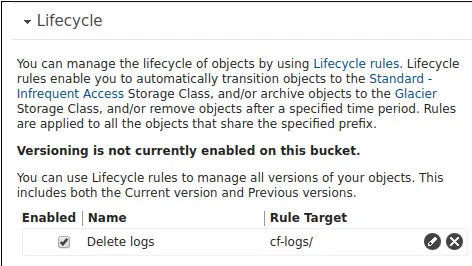 Lifecycle
You can manage the lifecycle of objects by using Lifecycle rules. Lifecycle
rules enable you to automatically transition objects to the Standard -
Infrequent Access Storage Class, and/or archive objects to the Glacier
Storage Class, and/or remove objects after a specified time period. Rules
are applied to all the objects that share the specified prefix.
Versioning is not currently enabled on this bucket.
You can use Lifecycle rules to manage all versions of your objects. This
includes both the Current version and Previous versions.
Enabled Name Rule Target
Delete logs cf-logs/